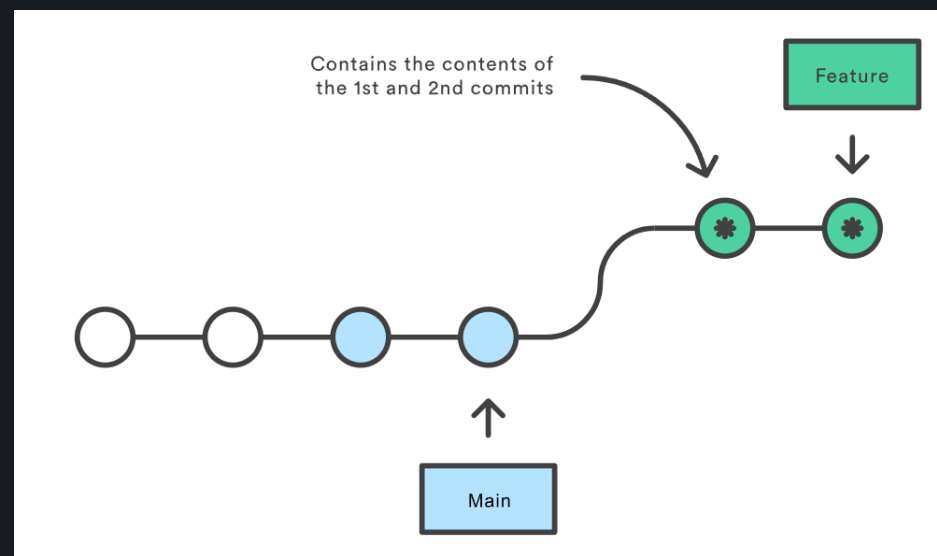 Contains the contents of
the 1st and 2nd commits
Feature
Main